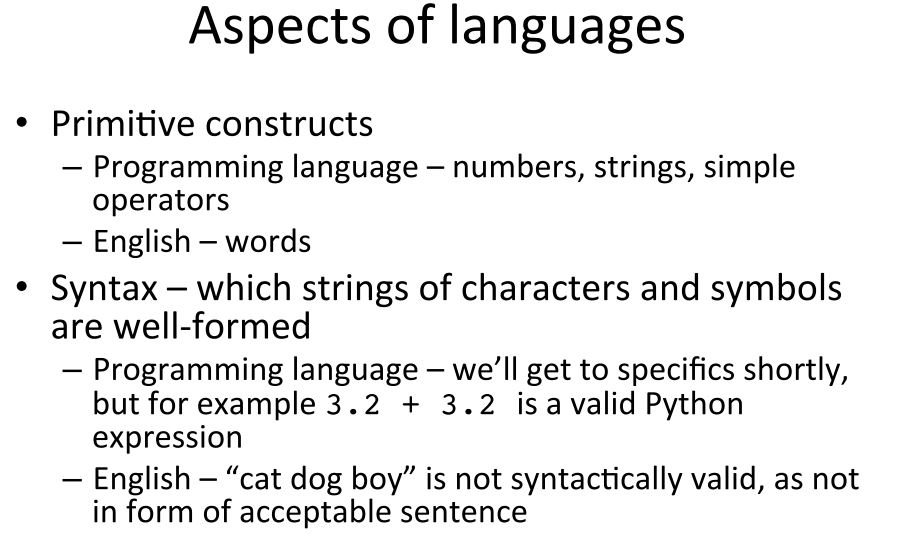 Aspects of languages
• Primitive constructs
– Programming language – numbers, strings, simple
operators
– English – words
• Syntax – which strings of characters and symbols
are well-formed
– Programming language – we’ll get to specifics shortly,
but for example 3.2 + 3.2 is a valid Python
expression
– English – “cat dog boy” is not syntactically valid, as not
in form of acceptable sentence